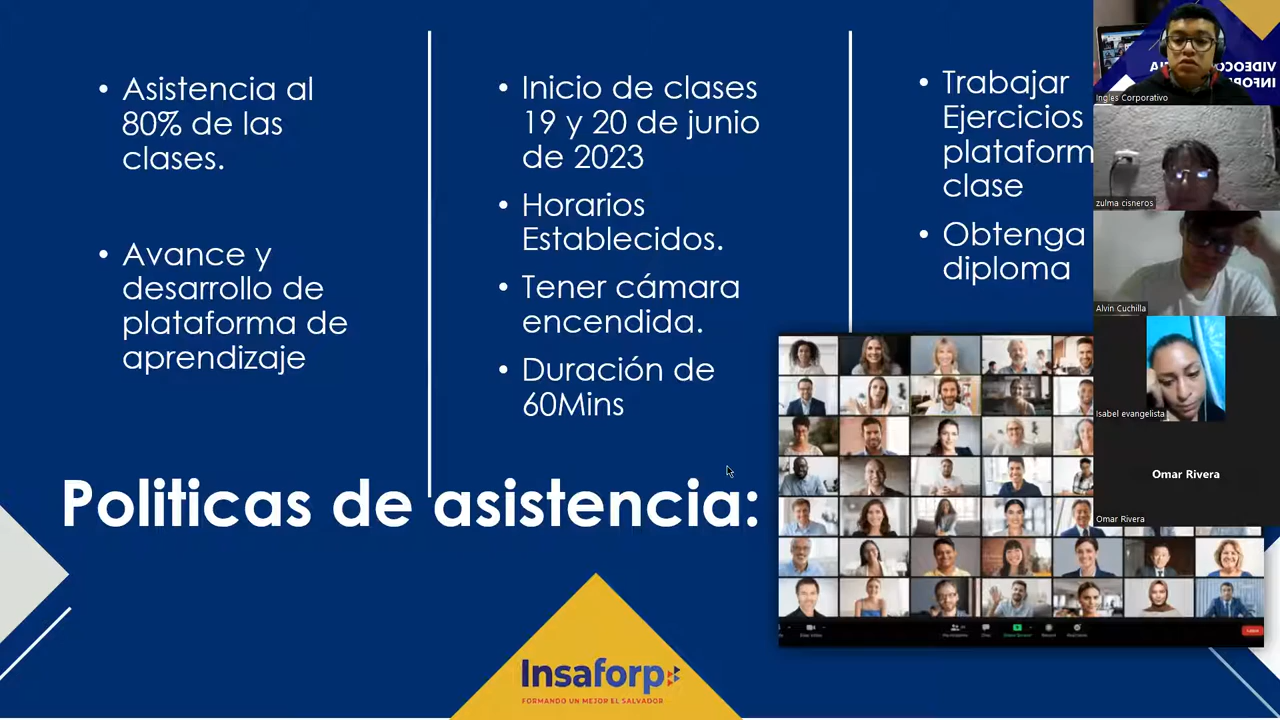 • Asistencia al
80% de las
clases.
• Avance y
desarrollo de
plataforma de
aprendizaje
• Inicio de clases
19 y 20 de junio
de 2023
• Horarios
Establecidos.
• Tener cámara
encendida.
• Duración de
60Mins
• Trabajar
Ejercicios
plataform
clase
• Obtenga
diploma
Politicas de asistencia:
Insaforp
FORMANDO UN MEJOR EL SALVADOR
Ingles Corporativo
zulma cisneros
Alvin Cuchilla
Isabel evangelista
Omar Rivera
Omar Rivera